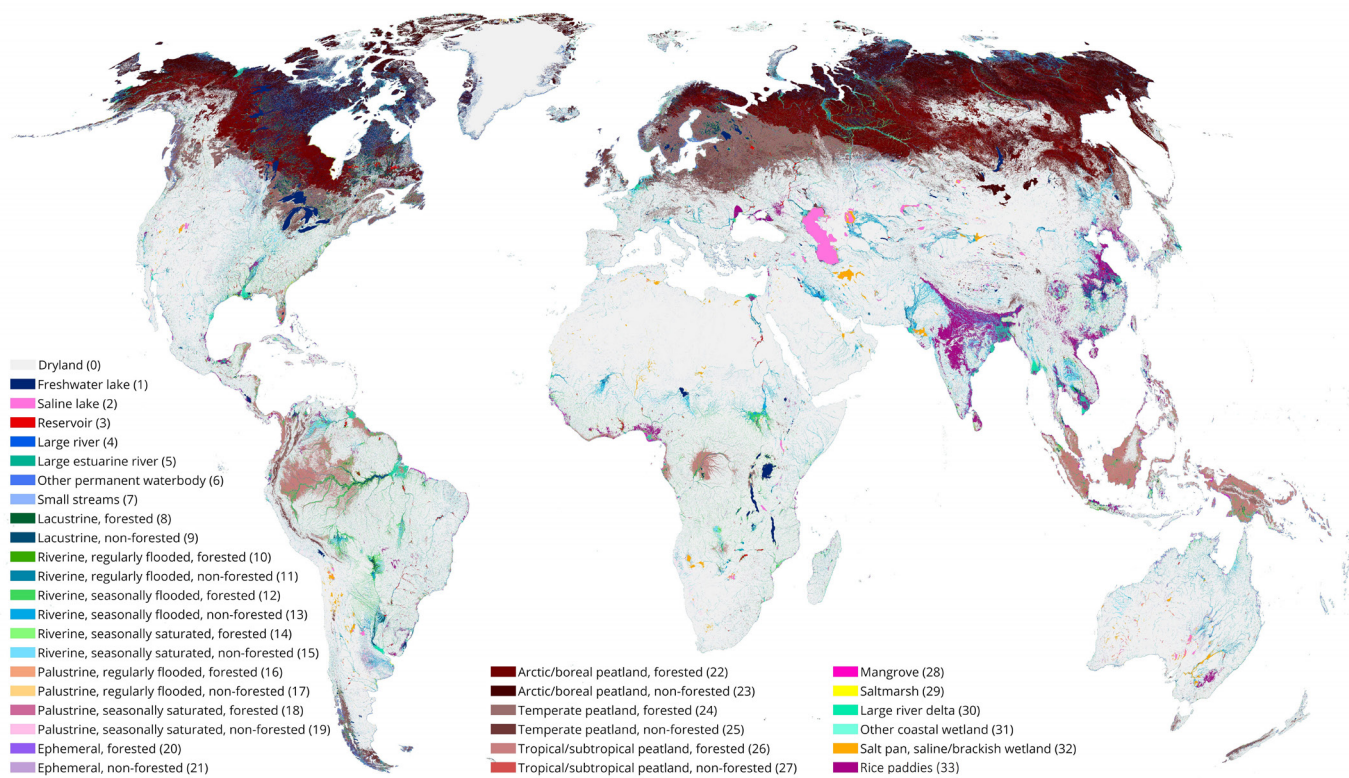 Dryland (0)
Freshwater lake (1)
Saline lake (2)
Reservoir (3)
Large river (4)
Large estuarine river (5)
Other permanent waterbody (6)
Small streams (7)
Lacustrine, forested (8)
Lacustrine, non-forested (9)
Riverine, regularly flooded, forested (10)
Riverine, regularly flooded, non-forested (11)
Riverine, seasonally flooded, forested (12)
Riverine, seasonally flooded, non-forested (13)
Riverine, seasonally saturated, forested (14)
Riverine, seasonally saturated, non-forested (15)
Palustrine, regularly flooded, forested (16)
Palustrine, regularly flooded, non-forested (17)
Palustrine, seasonally saturated, forested (18)
Palustrine, seasonally saturated, non-forested (19)
Ephemeral, forested (20)
Ephemeral, non-forested (21)
Arctic/boreal peatland, forested (22)
Arctic/boreal peatland, non-forested (23)
Temperate peatland, forested (24)
Temperate peatland, non-forested (25)
Tropical/subtropical peatland, forested (26)
Tropical/subtropical peatland, non-forested (27)
Mangrove (28)
Saltmarsh (29)
Large river delta (30)
Other coastal wetland (31)
Salt pan, saline/brackish wetland (32)
Rice paddies (33)